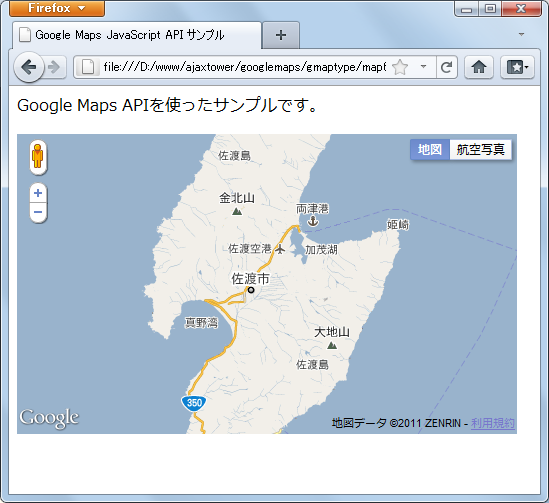 Firefox
Google Maps JavaScript API サンプル
file:///D:/www/ajaxtower/googlemaps/gmaptype/mapt
Google Maps APIを使ったサンプルです。
地図 航空写真
佐渡島
金北山
両津港
姫崎
佐渡空港
加茂湖
佐渡市
真野湾
大地山
佐渡島
350
Google
地図データ ©2011 ZENRIN - 利用規約